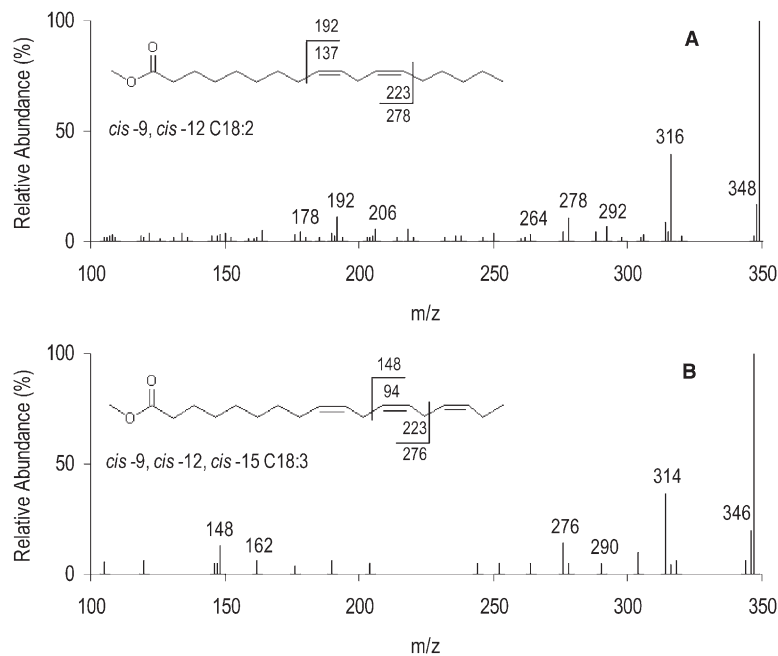 100
A
O
O
192
137
223
278
cis -9, cis -12 C18:2
Relative Abundance (%)
50
316
348
192
178
206
264
278
292
0
100 150 200 250 300 350
m/z
100
B
O
O
148
94
223
276
cis -9, cis -12, cis -15 C18:3
Relative Abundance (%)
50
314
346
148
162
276
290
0
100 150 200 250 300 350
m/z